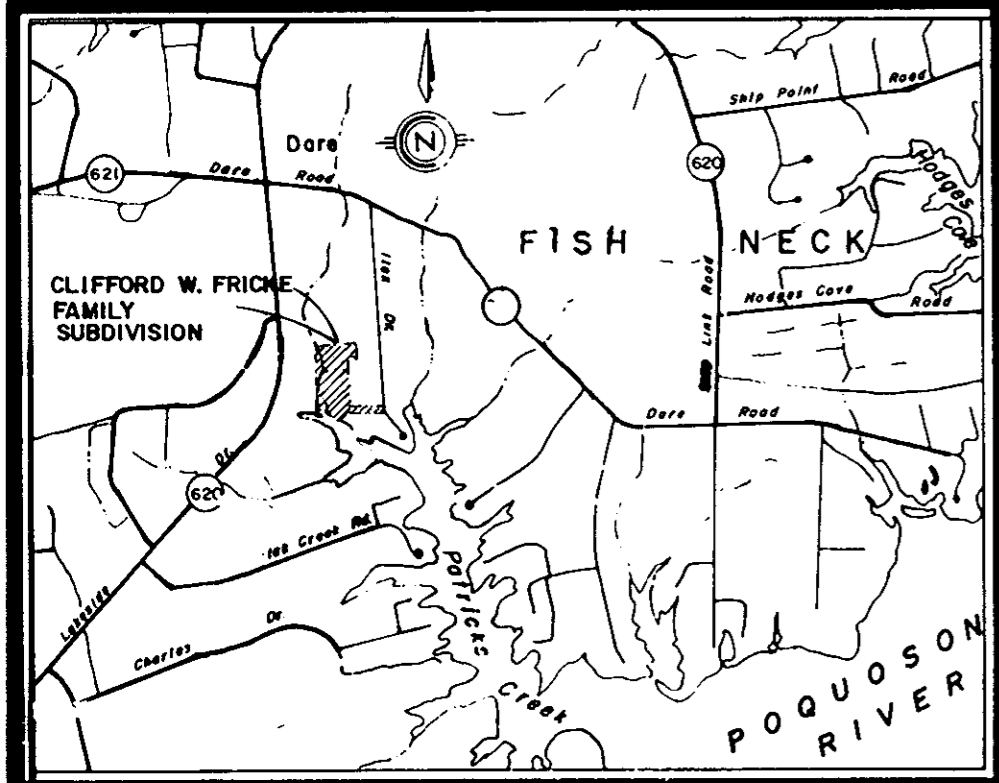 Ship Point Road
620
Dare
N
621
Dare Road
Hodges Cove
FISH NECK
CLIFFORD W. FRICKE
FAMILY
SUBDIVISION
Dr.
Link Road
Hodges Cove Road
Dare Road
Dr.
620
Creek Rd.
Lakeside
Charles Dr.
Patricks
Creek
POQUOSON
RIVER